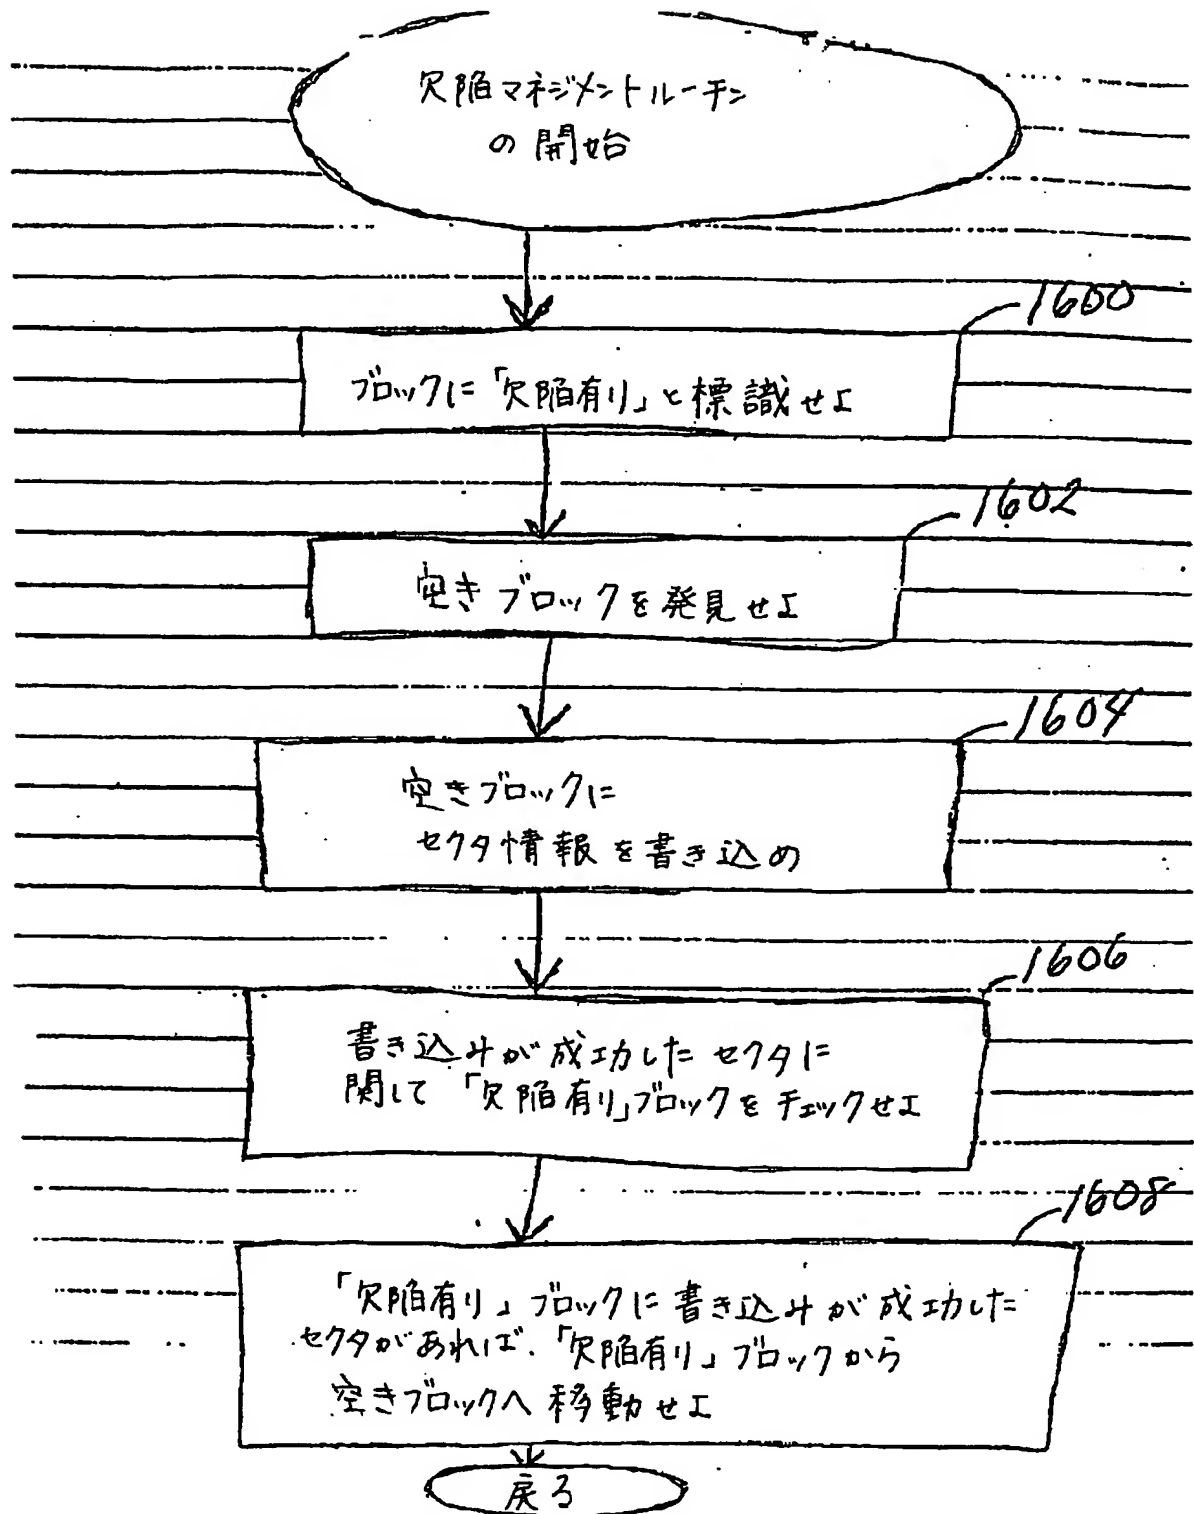 欠陥マネジメントルーチン
の開始
1600
ブロックに「欠陥有り」と標識せよ
1602
空きブロックを発見せよ
1604
空きブロックに
セクタ情報を書き込め
1606
書き込みが成功したセクタに
関して「欠陥有り」ブロックをチェックせよ
1608
「欠陥有り」ブロックに書き込みが成功した
セクタがあれば、「欠陥有り」ブロックから
空きブロックへ移動せよ
戻る